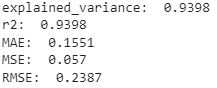 explained_variance:  0.9398
r2:  0.9398
MAE:  0.1551
MSE:  0.057
RMSE:  0.2387